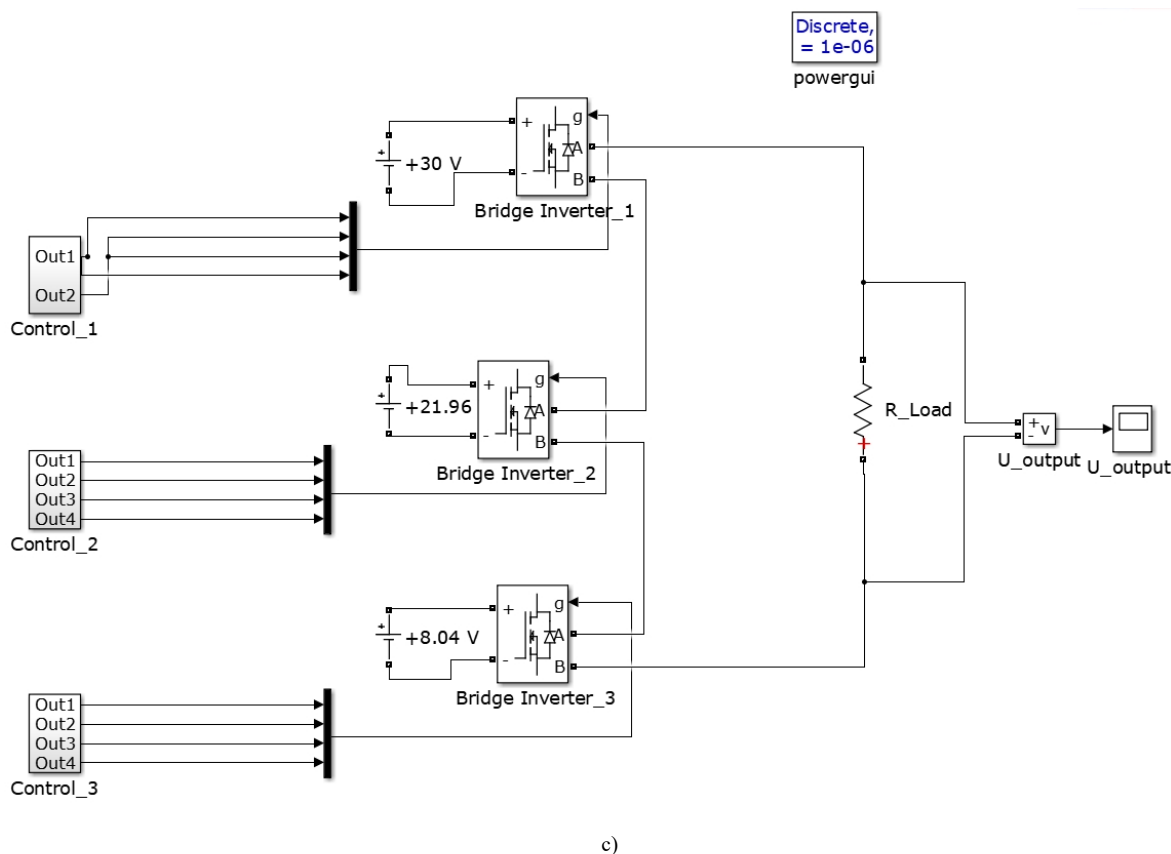 Discrete,
= 1e-06
powergui
+
g
+
+30 V
A
-
B
Bridge Inverter_1
Out1
Out2
Control_1
+
g
+
+21.96
A
-
B
Bridge Inverter_2
R_Load
+
v
-
U_output
U_output
Out1
Out2
Out3
Out4
Control_2
+
g
+
+8.04 V
A
-
B
Bridge Inverter_3
Out1
Out2
Out3
Out4
Control_3
c)